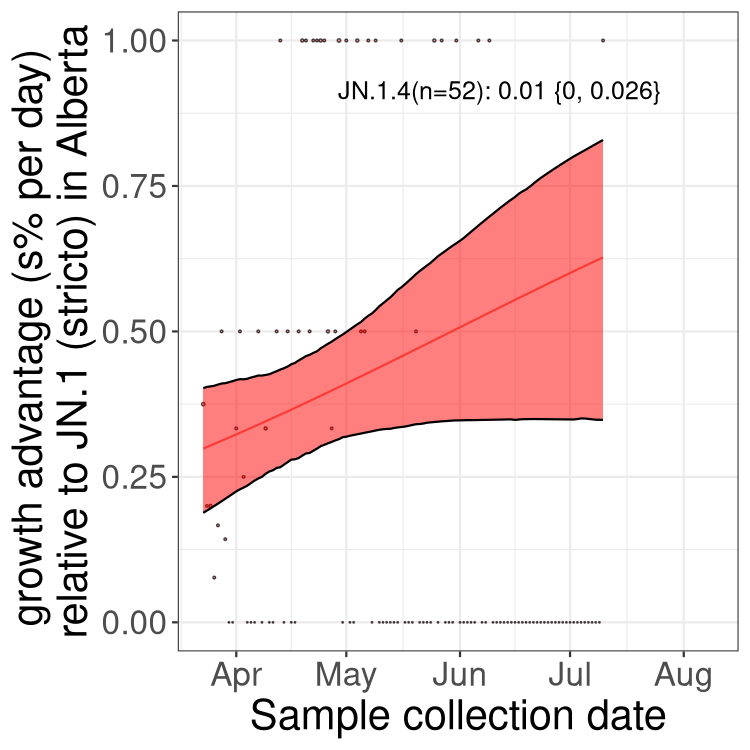 growth advantage (s% per day)
relative to JN.1 (stricto) in Alberta
1.00
0.75
0.50
0.25
0.00
JN.1.4(n=52): 0.01 {0, 0.026}
Apr May Jun Jul Aug
Sample collection date